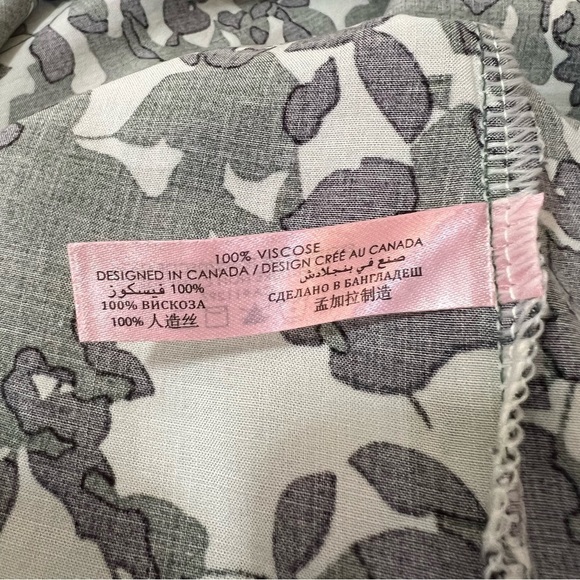 100% VISCOSE
DESIGNED IN CANADA / DESIGN CRÉÉ AU CANADA
100% فيسكوز
صنع في بنجلادش
100% ВИСКОЗА
СДЕЛАНО В БАНГЛАДЕШ
100% 人造丝
孟加拉制造